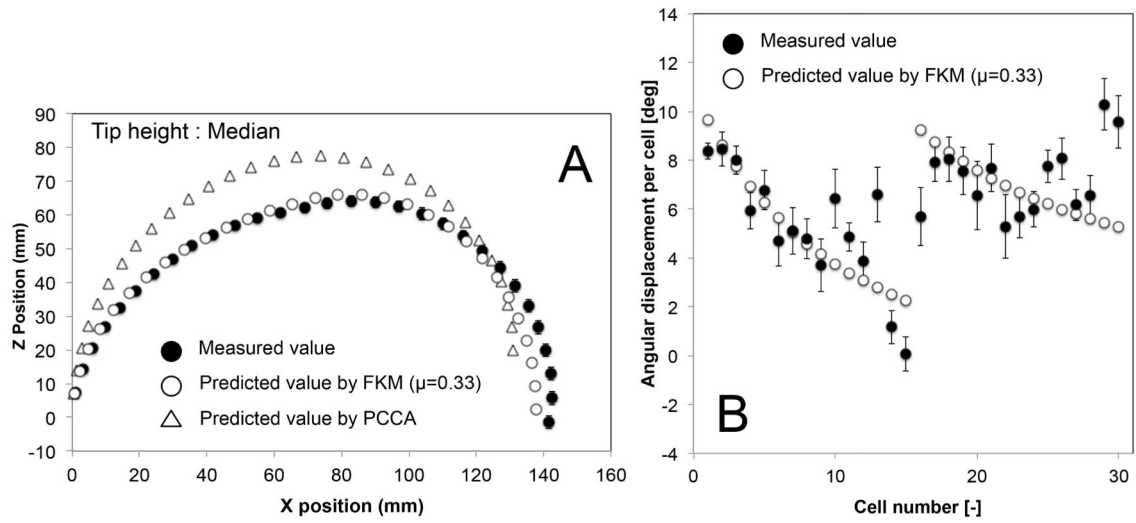 Tip height : Median
A
Z Position (mm)
90
80
70
60
50
40
30
20
10
0
-10
Measured value
Predicted value by FKM (μ=0.33)
Predicted value by PCCA
0 20 40 60 80 100 120 140 160
X position (mm)
Angular displacement per cell [deg]
14
12
10
8
6
4
2
0
-2
-4
Measured value
Predicted value by FKM (μ=0.33)
B
0 10 20 30
Cell number [-]